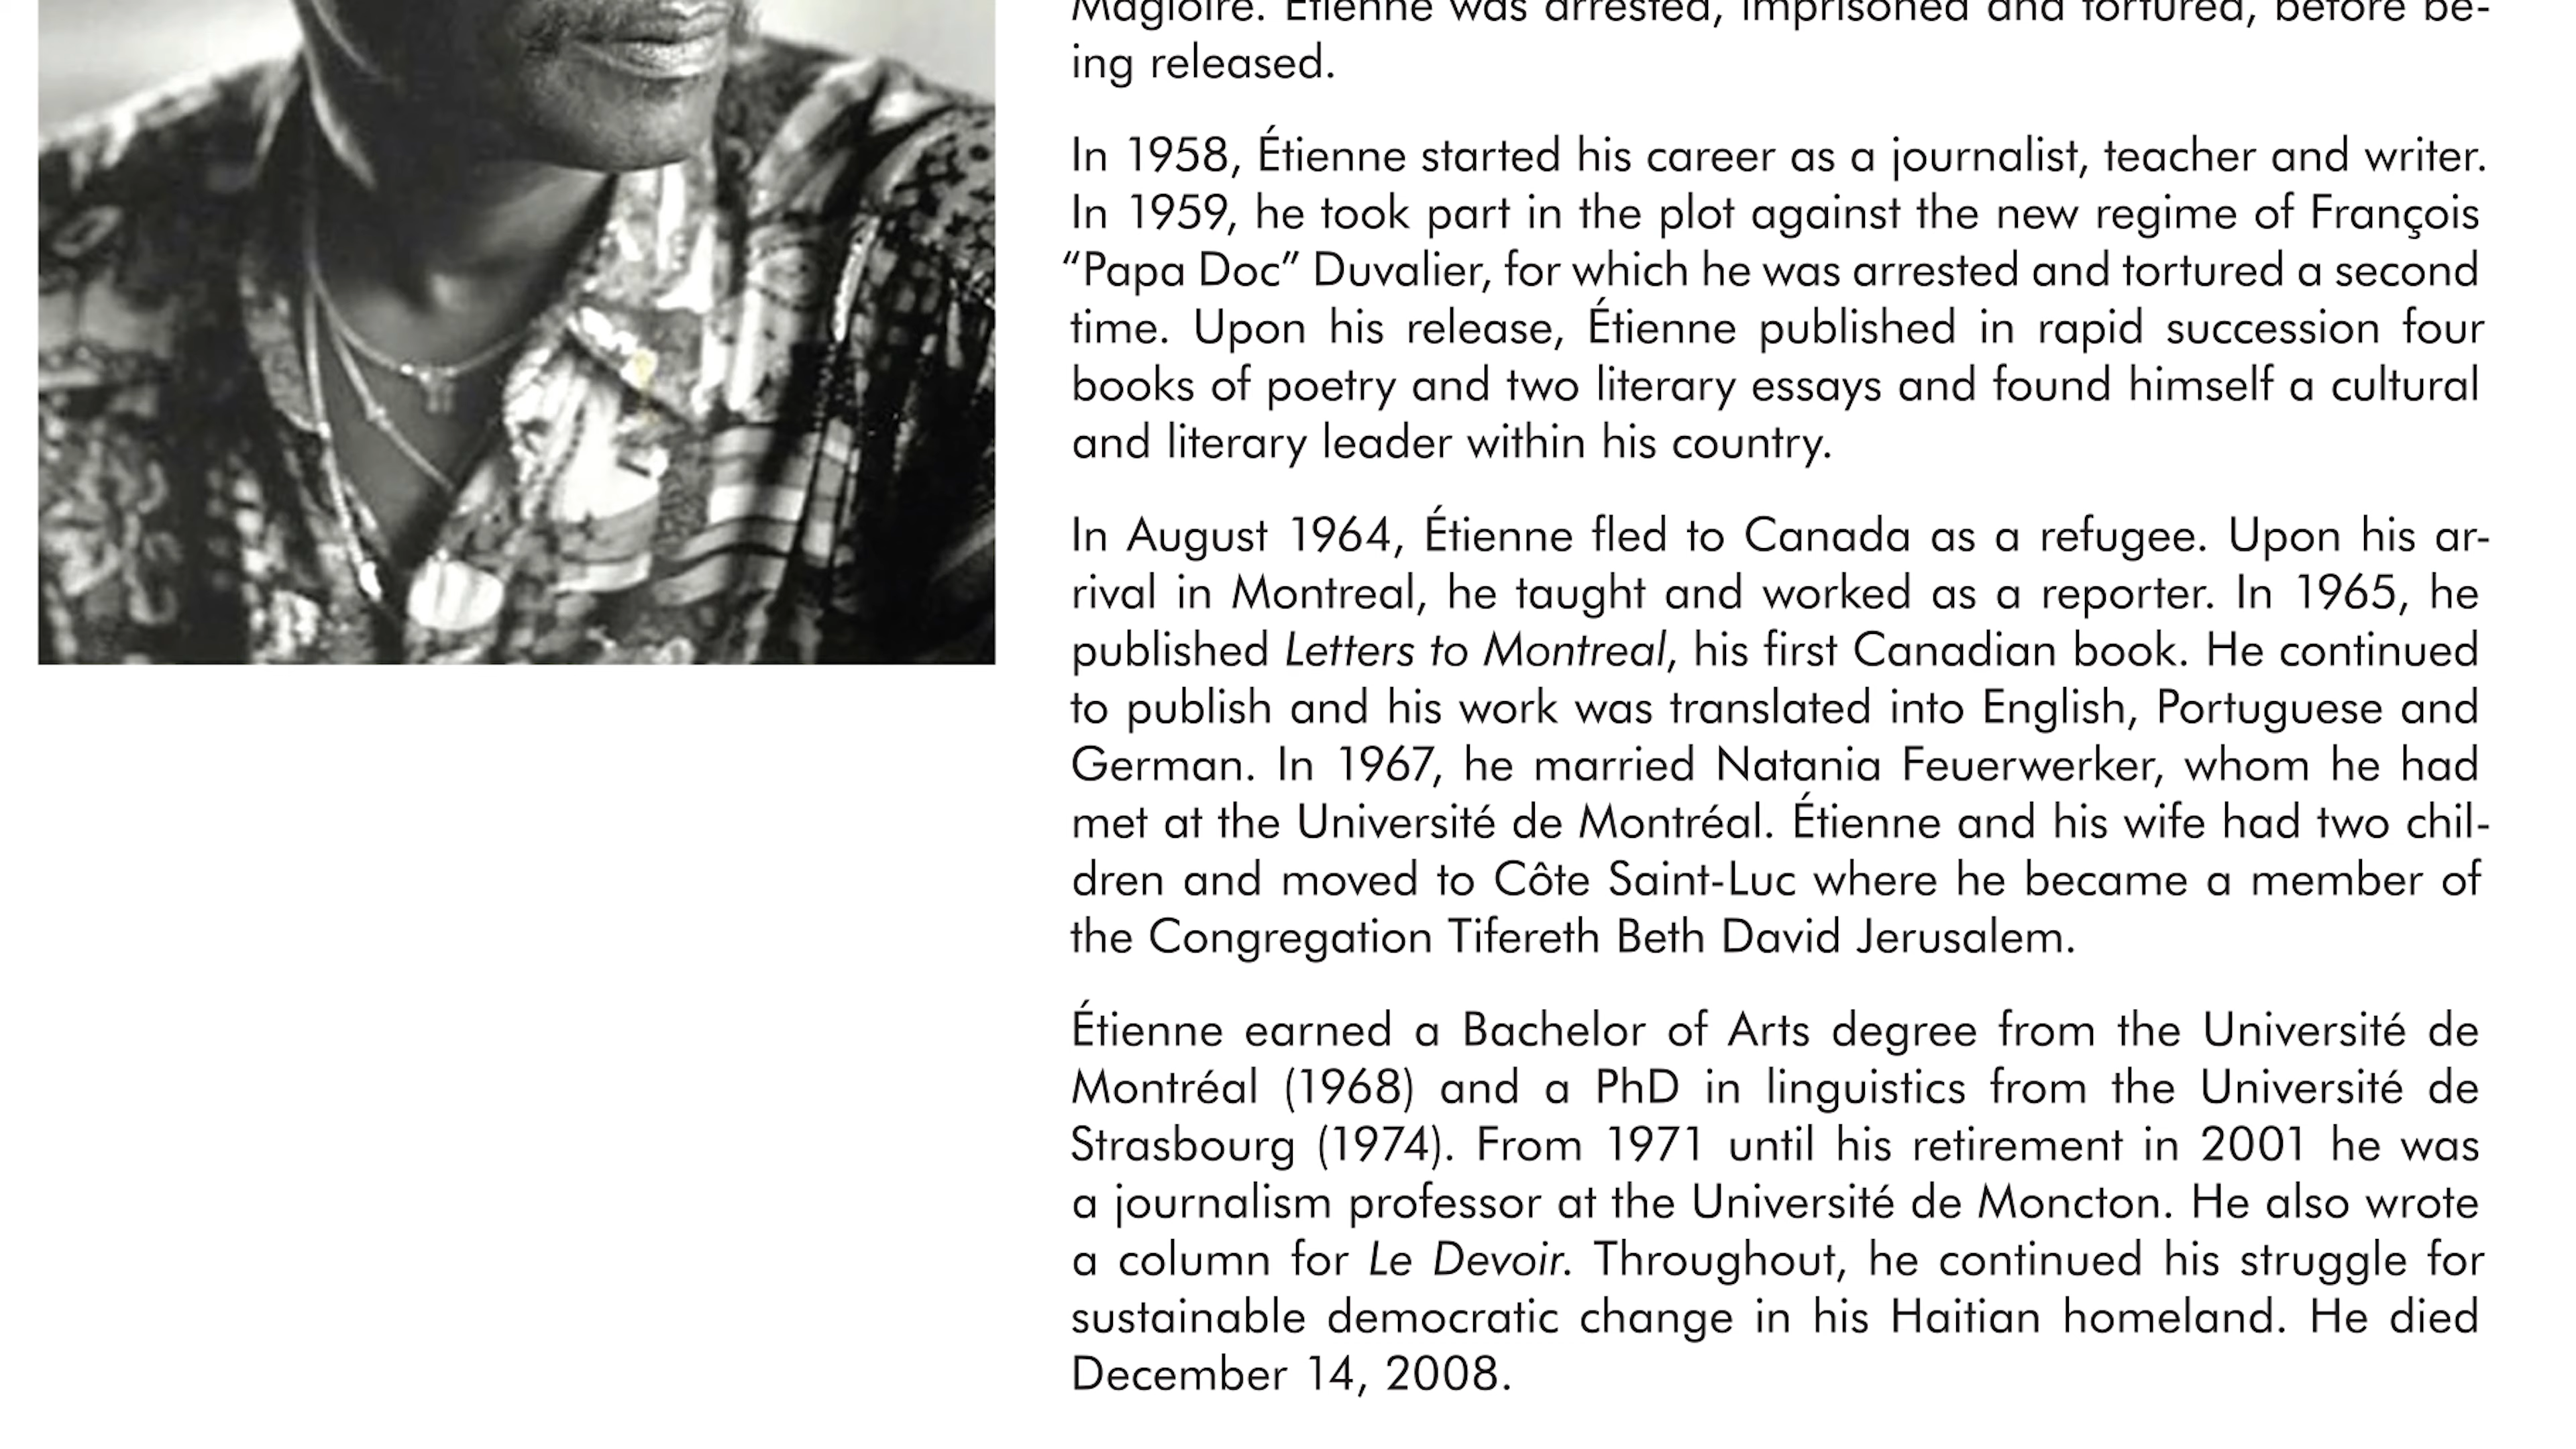 Magloire. Étienne was arrested, imprisoned and tortured, before be-
ing released.
In 1958, Étienne started his career as a journalist, teacher and writer.
In 1959, he took part in the plot against the new regime of François
“Papa Doc” Duvalier, for which he was arrested and tortured a second
time. Upon his release, Étienne published in rapid succession four
books of poetry and two literary essays and found himself a cultural
and literary leader within his country.
In August 1964, Étienne fled to Canada as a refugee. Upon his ar-
rival in Montreal, he taught and worked as a reporter. In 1965, he
published Letters to Montreal, his first Canadian book. He continued
to publish and his work was translated into English, Portuguese and
German. In 1967, he married Natania Feuerwerker, whom he had
met at the Université de Montréal. Étienne and his wife had two chil-
dren and moved to Côte Saint-Luc where he became a member of
the Congregation Tifereth Beth David Jerusalem.
Étienne earned a Bachelor of Arts degree from the Université de
Montréal (1968) and a PhD in linguistics from the Université de
Strasbourg (1974). From 1971 until his retirement in 2001 he was
a journalism professor at the Université de Moncton. He also wrote
a column for Le Devoir. Throughout, he continued his struggle for
sustainable democratic change in his Haitian homeland. He died
December 14, 2008.